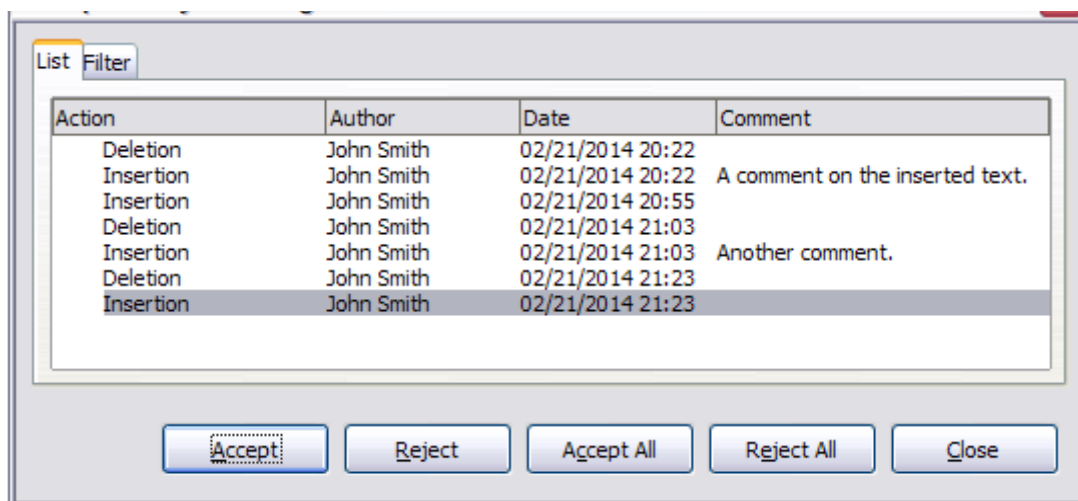 List Filter
Action Author Date Comment
Deletion John Smith 02/21/2014 20:22
Insertion John Smith 02/21/2014 20:22 A comment on the inserted text.
Insertion John Smith 02/21/2014 20:55
Deletion John Smith 02/21/2014 21:03
Insertion John Smith 02/21/2014 21:03 Another comment.
Deletion John Smith 02/21/2014 21:23
Insertion John Smith 02/21/2014 21:23
Accept Reject Accept All Reject All Close